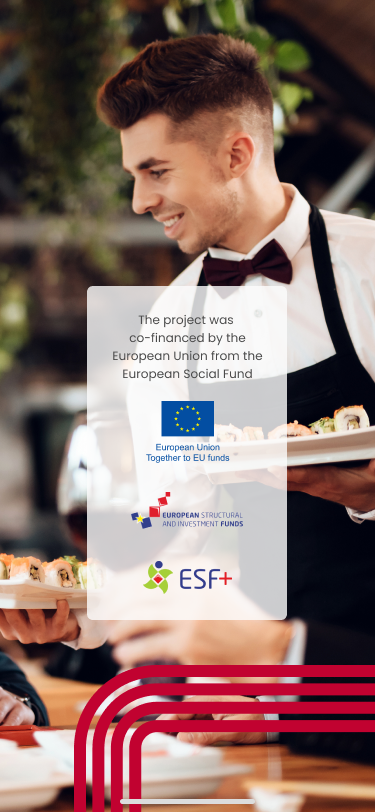 The project was
co-financed by the
European Union from the
European Social Fund
European Union
Together to EU funds
EUROPEAN STRUCTURAL
AND INVESTMENT FUNDS
ESF+